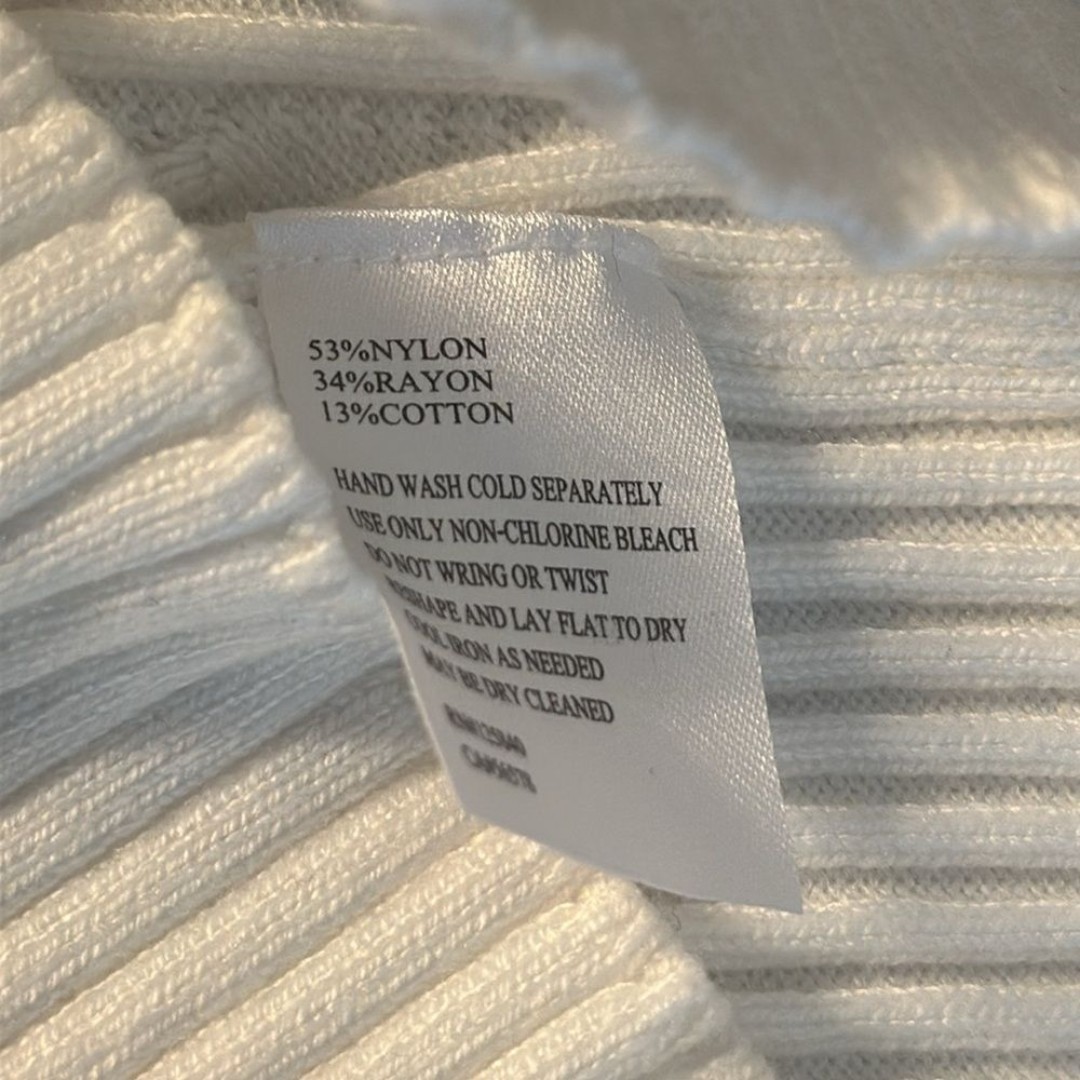 53%NYLON
34%RAYON
13%COTTON
HAND WASH COLD SEPARATELY
USE ONLY NON-CHLORINE BLEACH
DO NOT WRING OR TWIST
RESHAPE AND LAY FLAT TO DRY
COOL IRON AS NEEDED
MAY BE DRY CLEANED